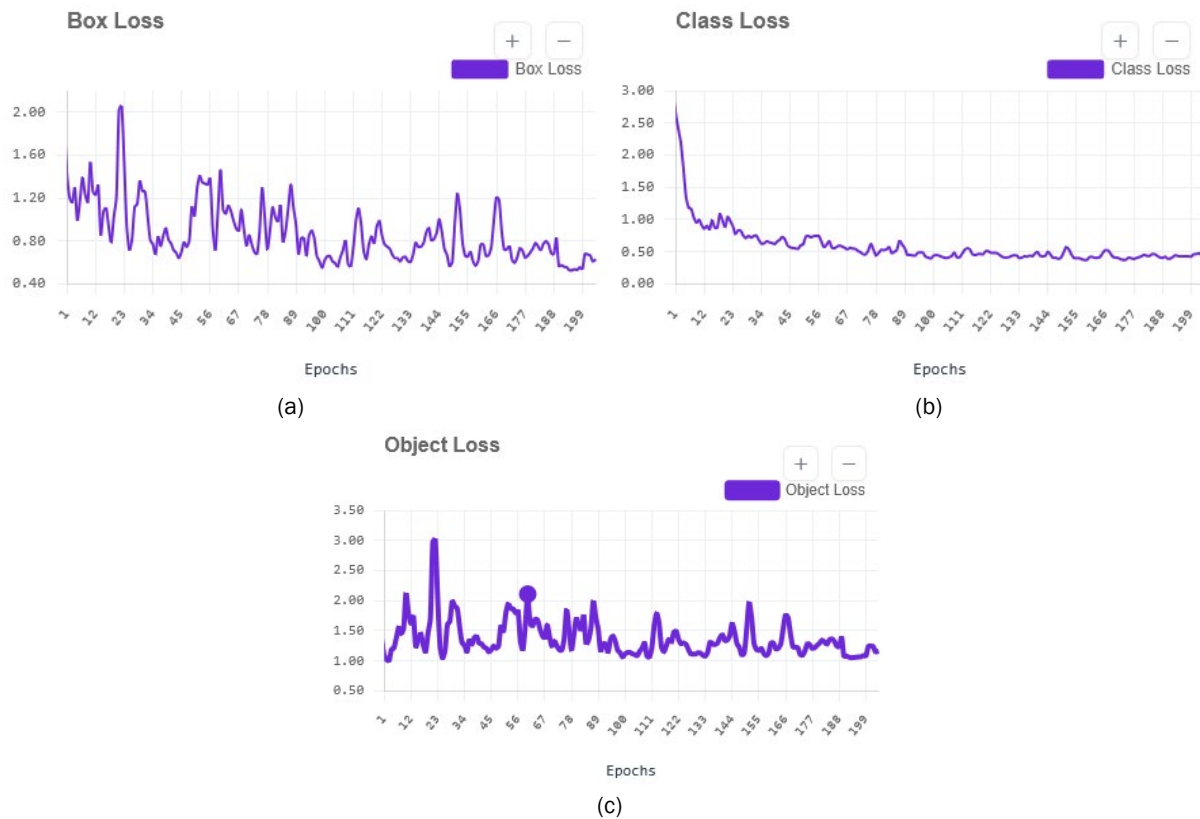 Box Loss
+ −
Box Loss
2.00
1.60
1.20
0.80
0.40
1 12 23 34 45 56 67 78 89 100 111 122 133 144 155 166 177 188 199
Epochs
(a)
Class Loss
+ −
Class Loss
3.00
2.50
2.00
1.50
1.00
0.50
0.00
1 12 23 34 45 56 67 78 89 100 111 122 133 144 155 166 177 188 199
Epochs
(b)
Object Loss
+ −
Object Loss
3.50
3.00
2.50
2.00
1.50
1.00
0.50
1 12 23 34 45 56 67 78 89 100 111 122 133 144 155 166 177 188 199
Epochs
(c)